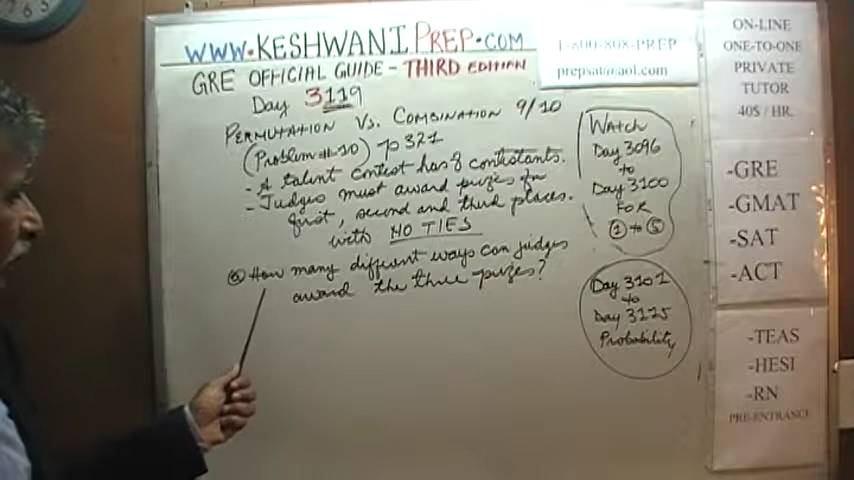 WWW.KESHWANIPREP.COM
1-800-808-PREP
prepsat@aol.com
GRE OFFICIAL GUIDE - THIRD EDITION
Day 3119
PERMUTATION VS. COMBINATION 9/10
(Problem #10) p321
- A talent contest has 8 contestants.
- Judges must award prizes for
first, second and third places.
with NO TIES
(a) How many different ways can judges
award the three prizes?
WATCH
Day 3096
to
Day 3100
FOR
① to ⑤
Day 3101
to
Day 3125
Probability
ON-LINE
ONE-TO-ONE
PRIVATE
TUTOR
40$ / HR.
-GRE
-GMAT
-SAT
-ACT
-TEAS
-HESI
-RN
PRE-ENTRANCE